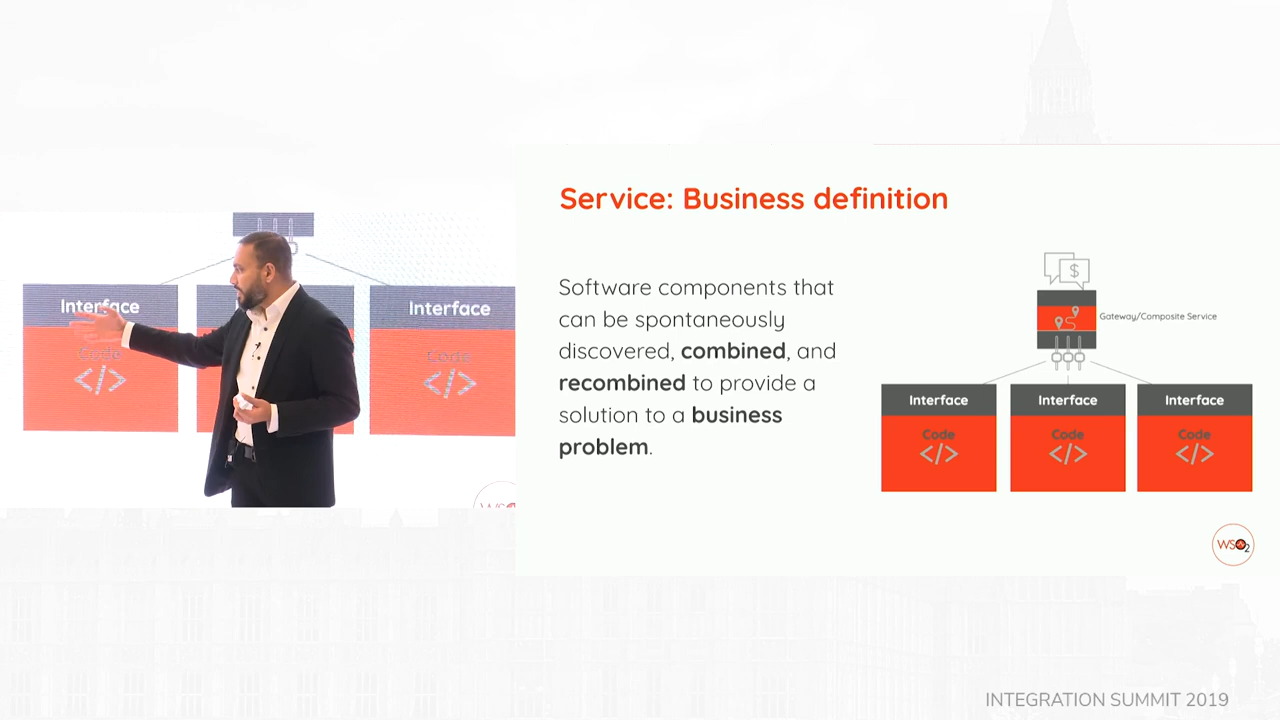 Interface
Interface
Code
Code
Service: Business definition
Software components that
can be spontaneously
discovered, combined, and
recombined to provide a
solution to a business
problem.
$
Gateway/Composite Service
Interface
Interface
Interface
Code
Code
Code
</>
</>
</>
</>
</>
WSO2
INTEGRATION SUMMIT 2019